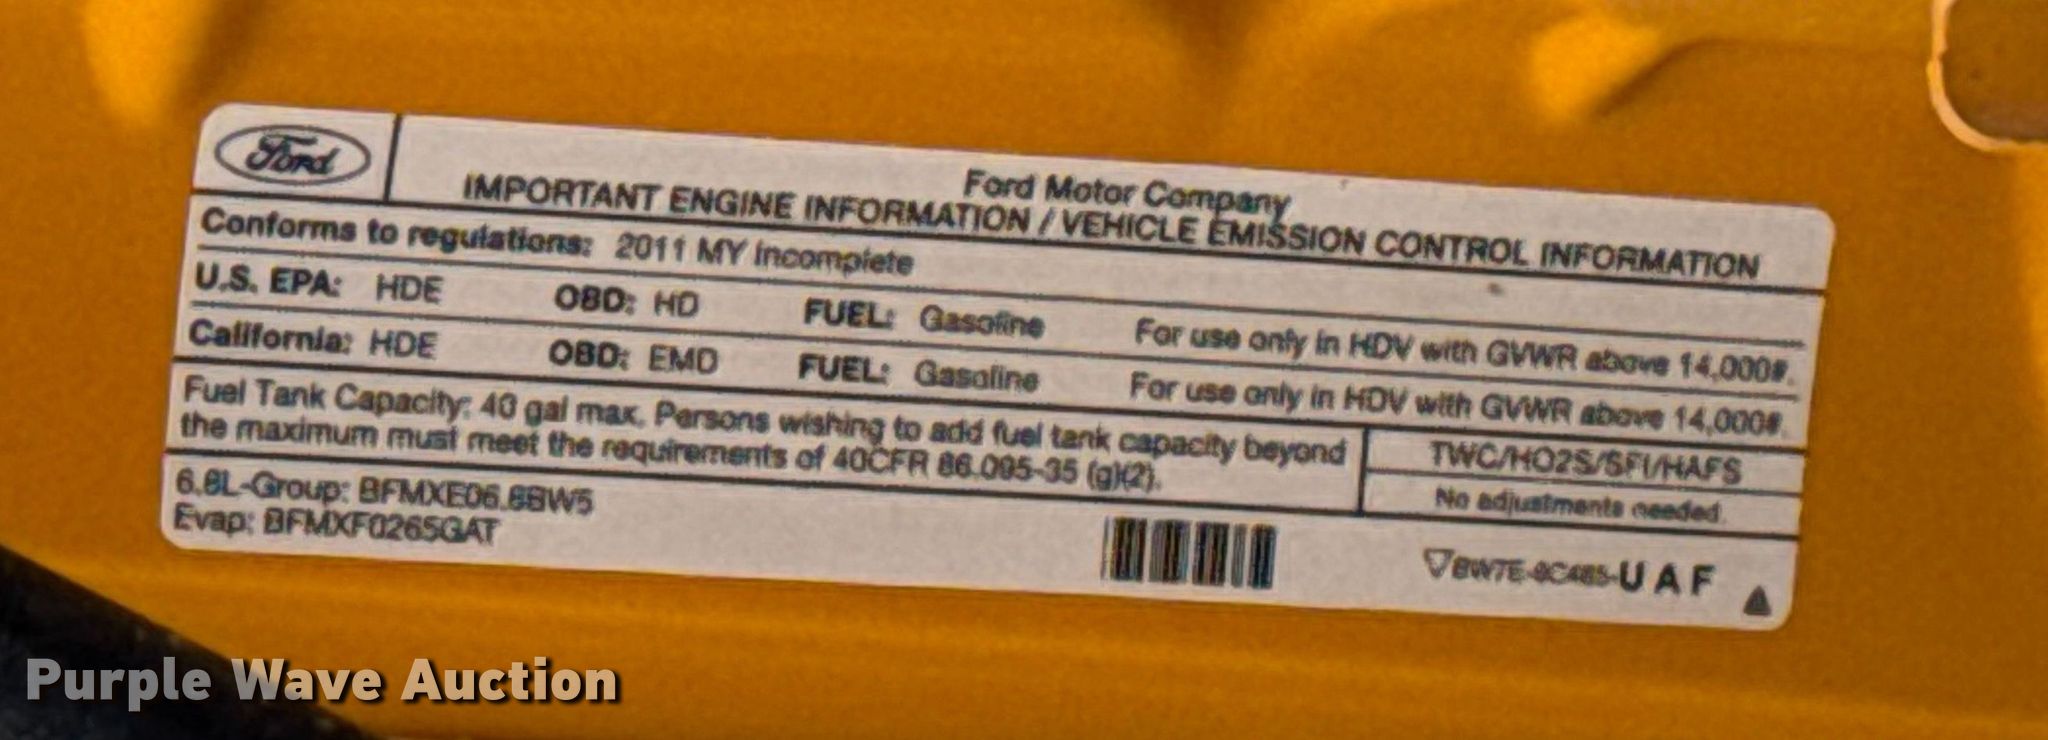 Ford
Ford Motor Company
IMPORTANT ENGINE INFORMATION / VEHICLE EMISSION CONTROL INFORMATION
Conforms to regulations: 2011 MY Incomplete
U.S. EPA: HDE OBD: HD FUEL: Gasoline For use only in HDV with GVWR above 14,000#.
California: HDE OBD: EMD FUEL: Gasoline For use only in HDV with GVWR above 14,000#.
Fuel Tank Capacity: 40 gal max. Persons wishing to add fuel tank capacity beyond
the maximum must meet the requirements of 40CFR 86.095-35 (g)(2).
TWC/HO2S/SFI/HAFS
No adjustments needed.
6.8L-Group: BFMXE06.8BW5
Evap: BFMXF0265GAT
BW7E-9C485-U A F
Purple Wave Auction